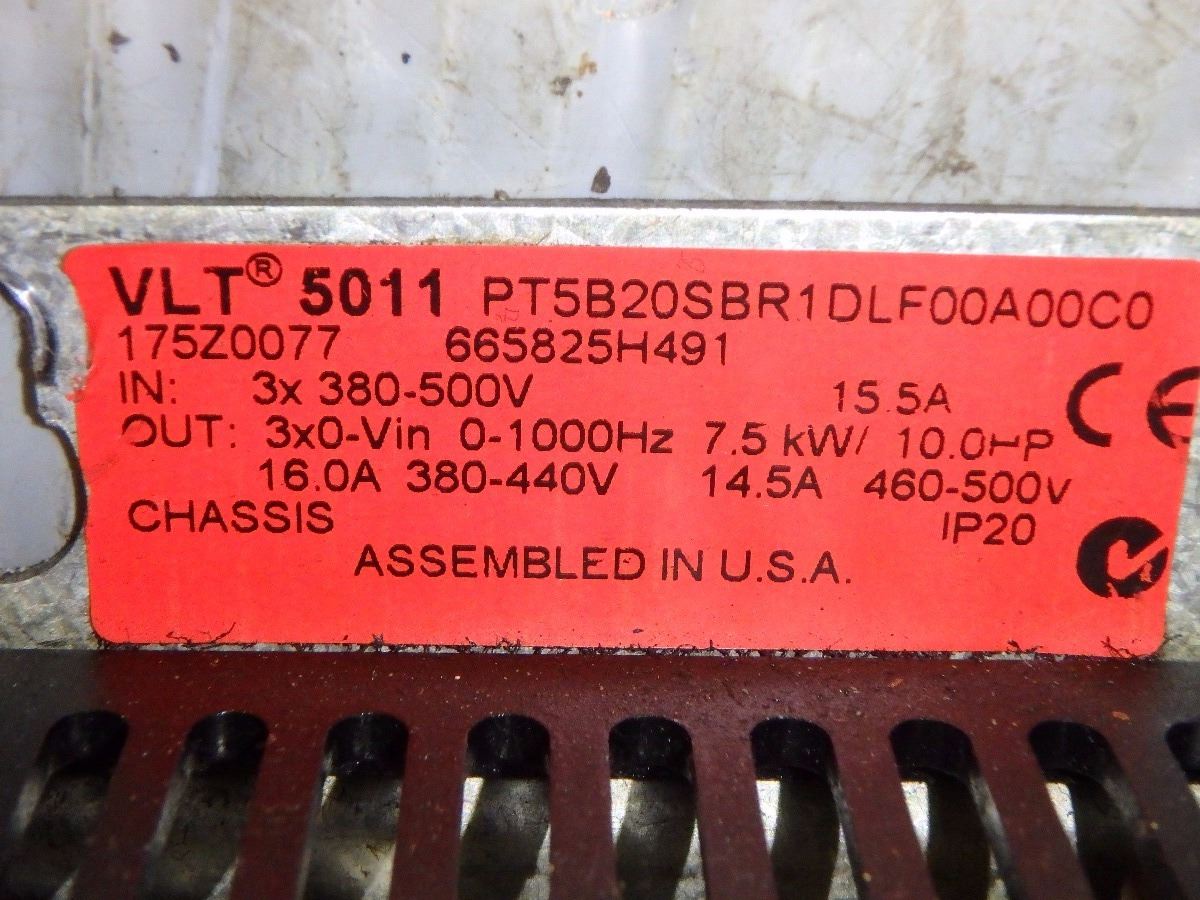 VLT® 5011 PT5B20SBR1DLF00A00C0
175Z0077 665825H491
IN: 3x 380-500V 15.5A
OUT: 3x0-Vin 0-1000Hz 7.5 kW/ 10.0HP
16.0A 380-440V 14.5A 460-500V
CHASSIS IP20
ASSEMBLED IN U.S.A.
CE